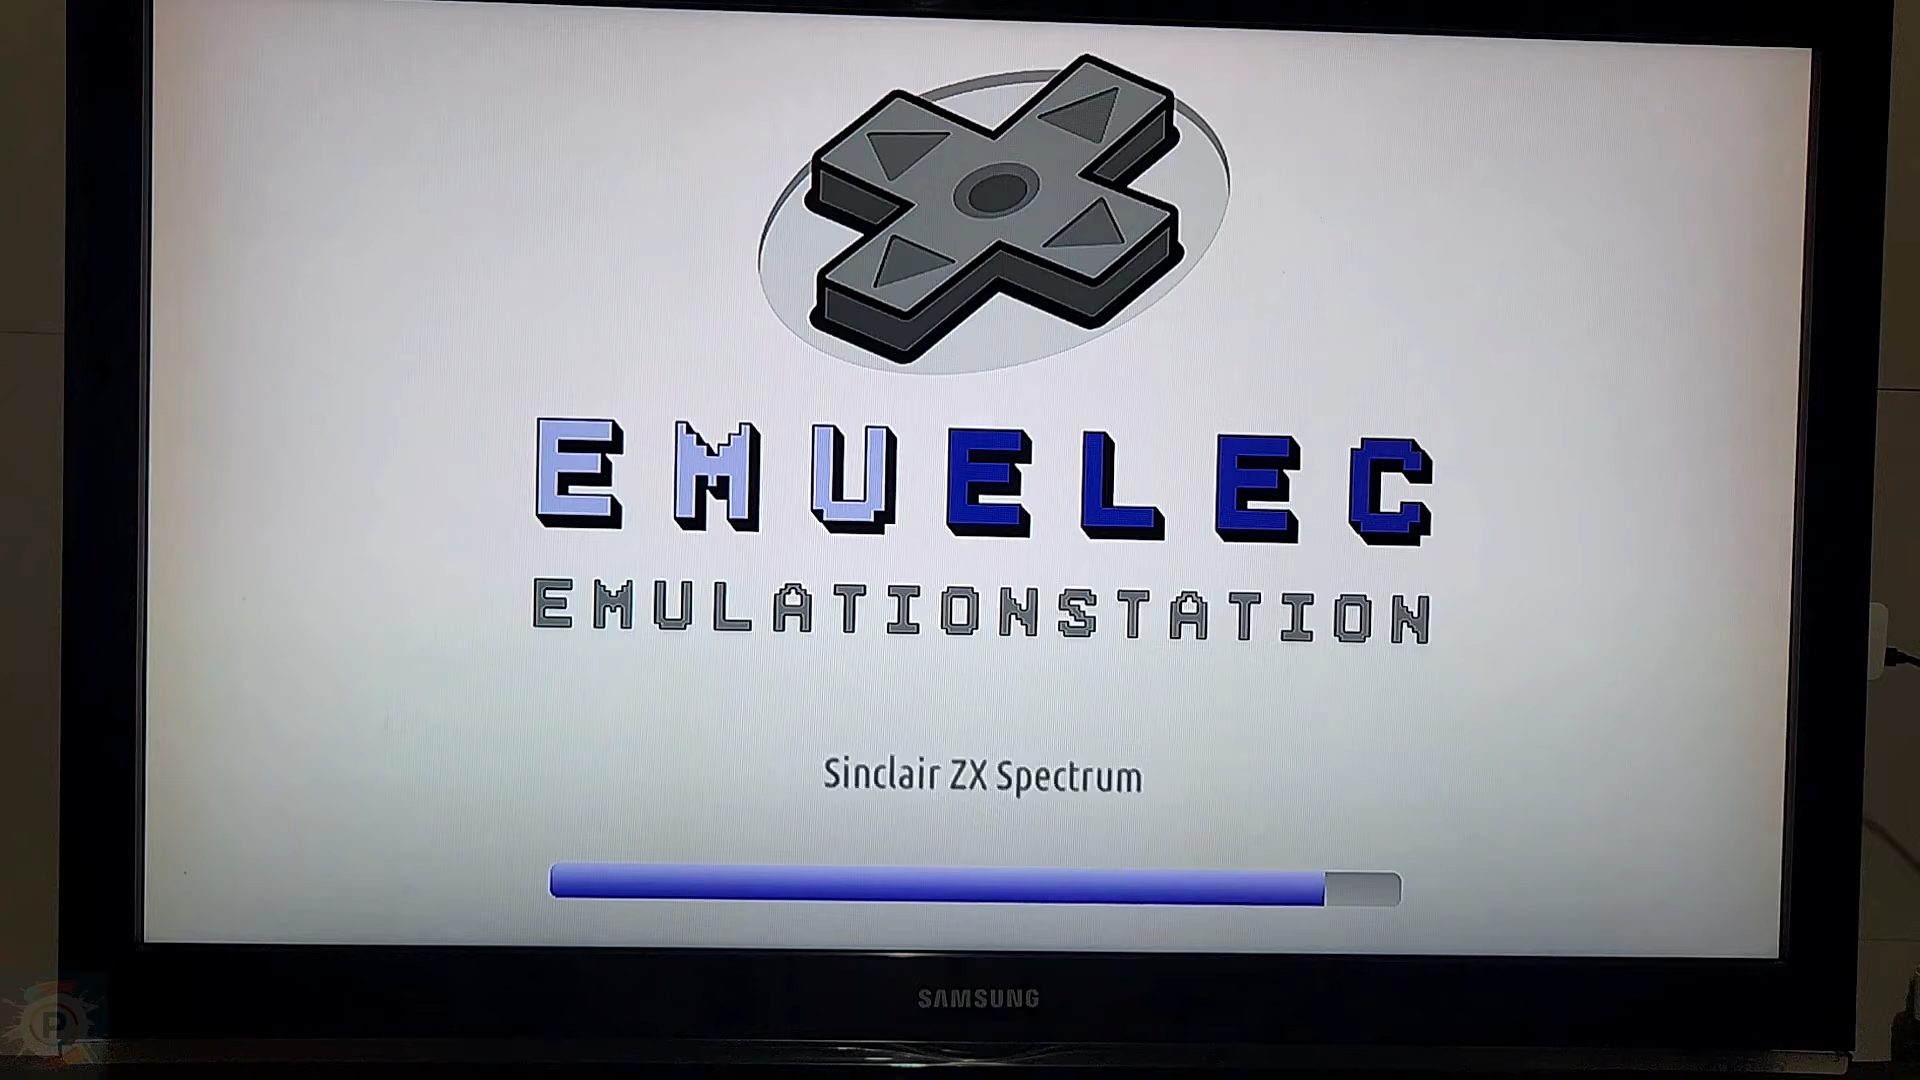 EMUELEC
EMULATIONSTATION
Sinclair ZX Spectrum
SAMSUNG
P